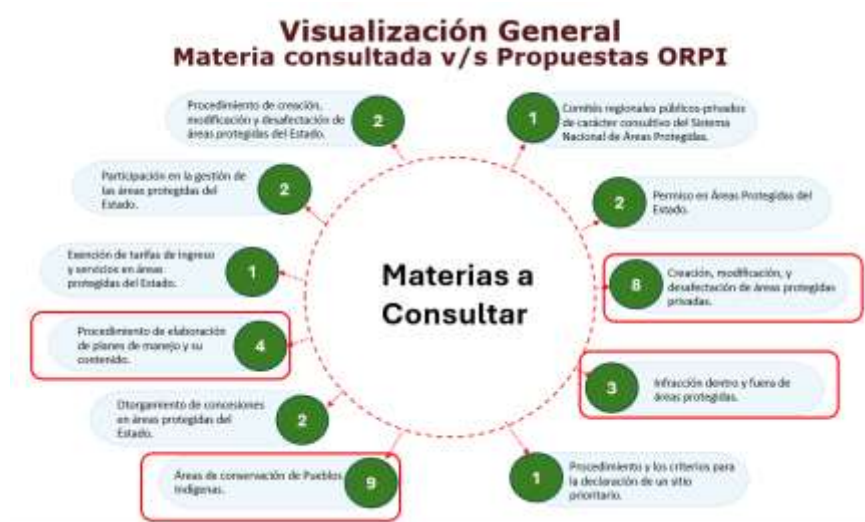 Visualización General
Materia consultada v/s Propuestas ORPI
Procedimiento de creación,
modificación y desafectación de
áreas protegidas del Estado.
2
1
Comités regionales públicos-privados
de carácter consultivo del Sistema
Nacional de Áreas Protegidas.
Participación en la gestión de
las áreas protegidas del
Estado.
2
2
Permiso en Áreas Protegidas del
Estado.
Exención de tarifas de ingreso
y servicios en áreas
protegidas del Estado.
1
Materias a
Consultar
8
Creación, modificación, y
desafectación de áreas protegidas
privadas.
Procedimiento de elaboración
de planes de manejo y su
contenido.
4
3
Infracción dentro y fuera de
áreas protegidas.
Otorgamiento de concesiones
en áreas protegidas del
Estado.
2
Áreas de conservación de Pueblos
Indígenas.
9
1
Procedimiento y los criterios para
la declaración de un sitio
prioritario.